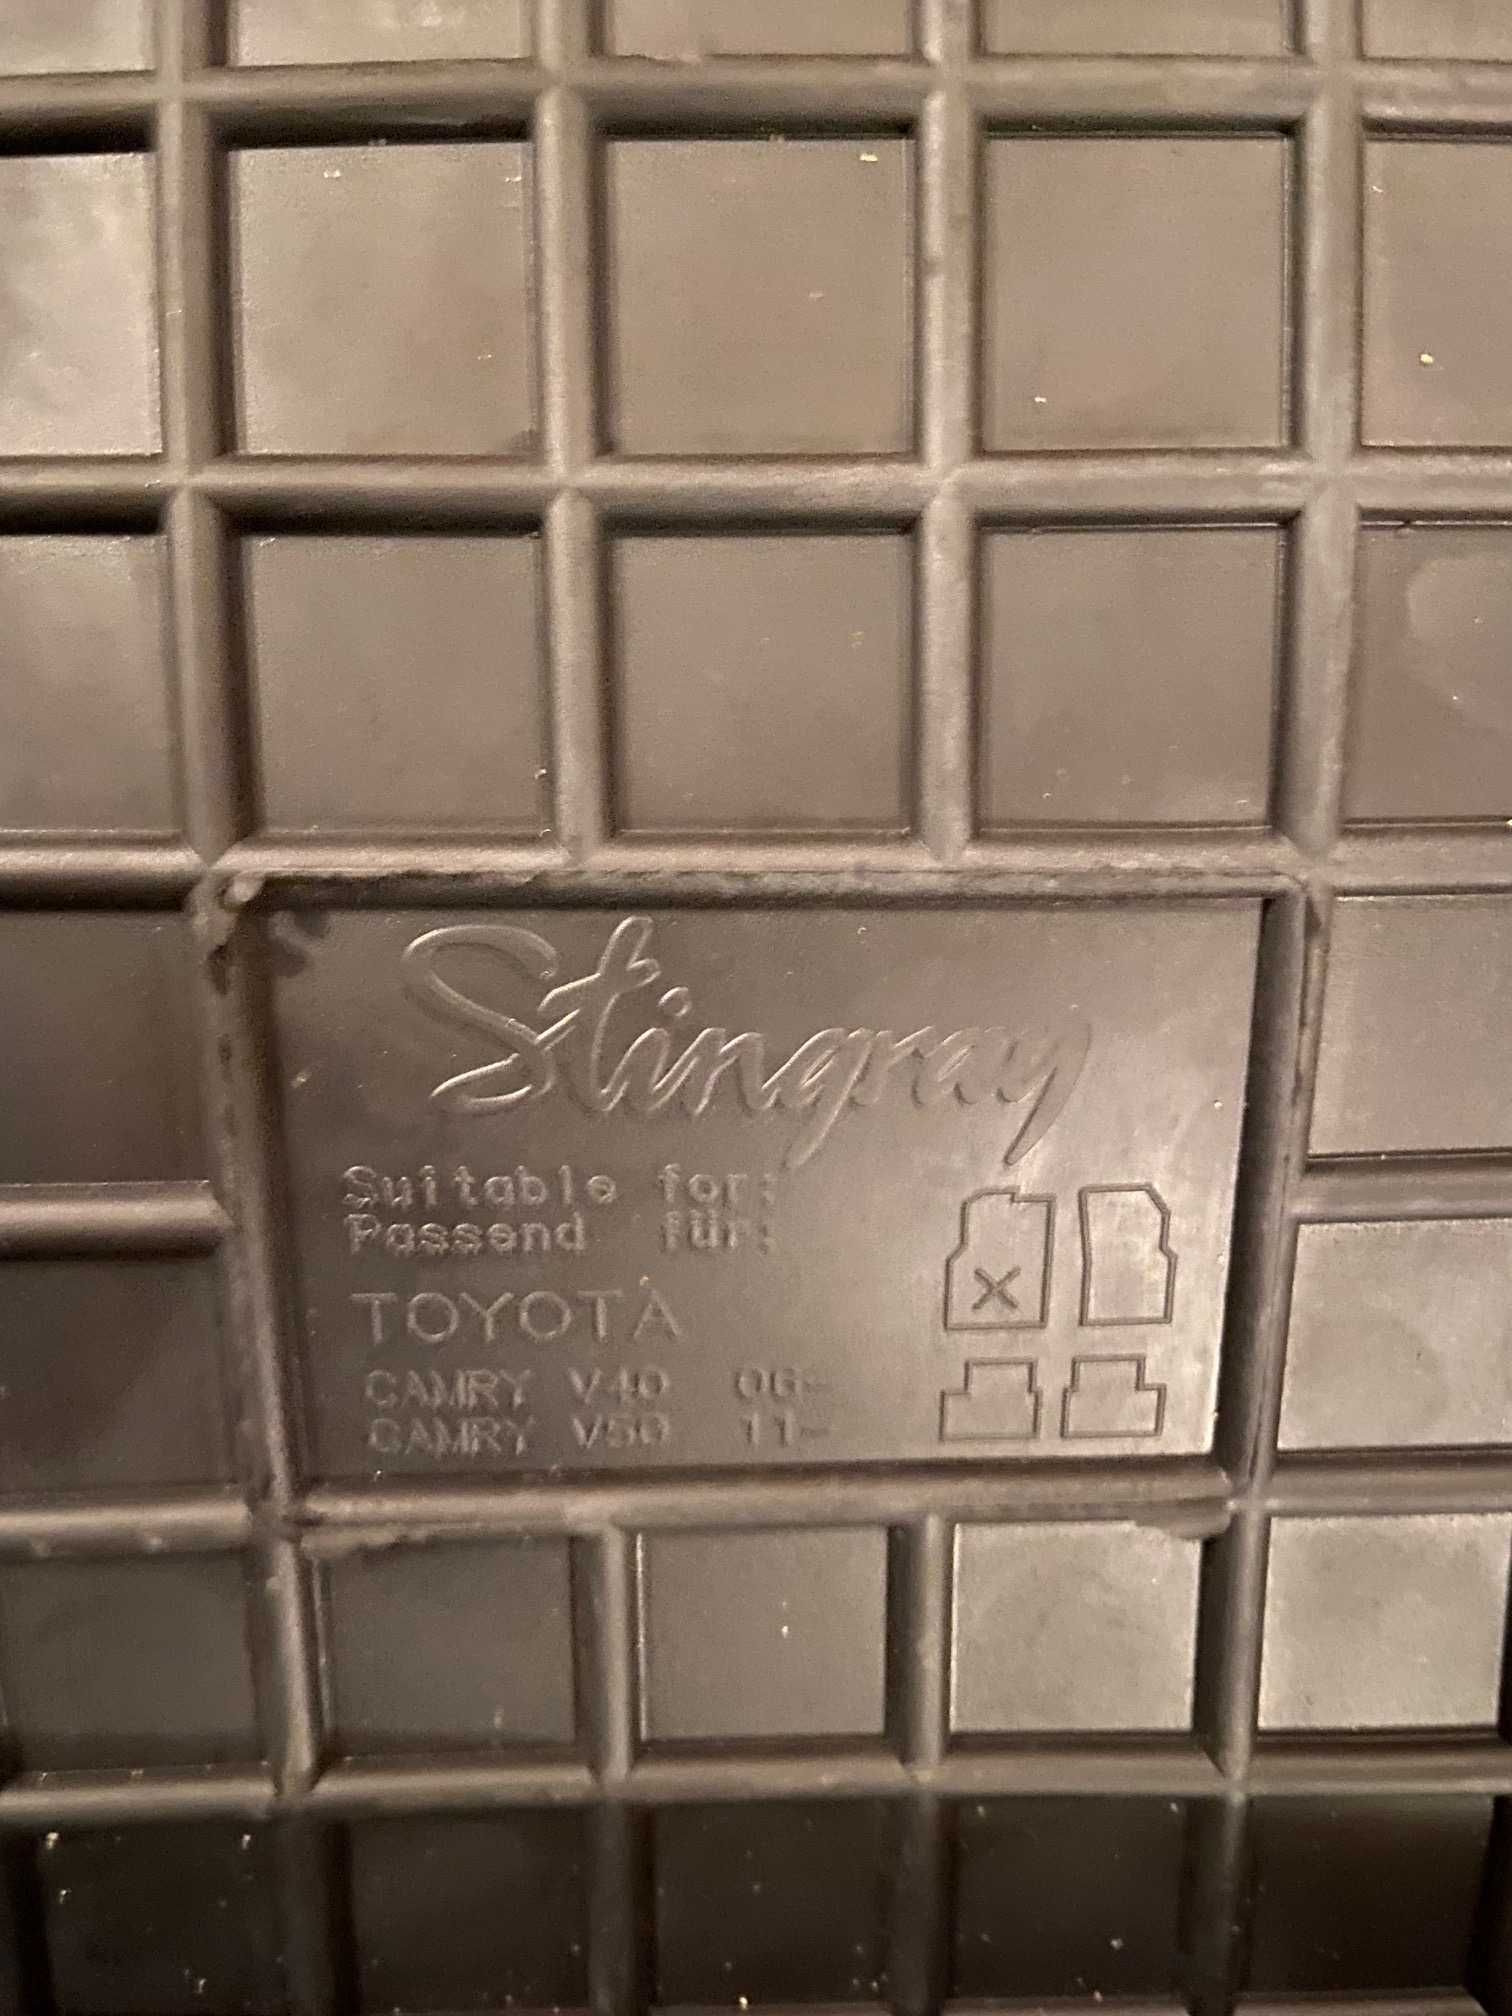 Stingray
Suitable for:
Passend für:
TOYOTA
CAMRY V40 06-
CAMRY V50 11-